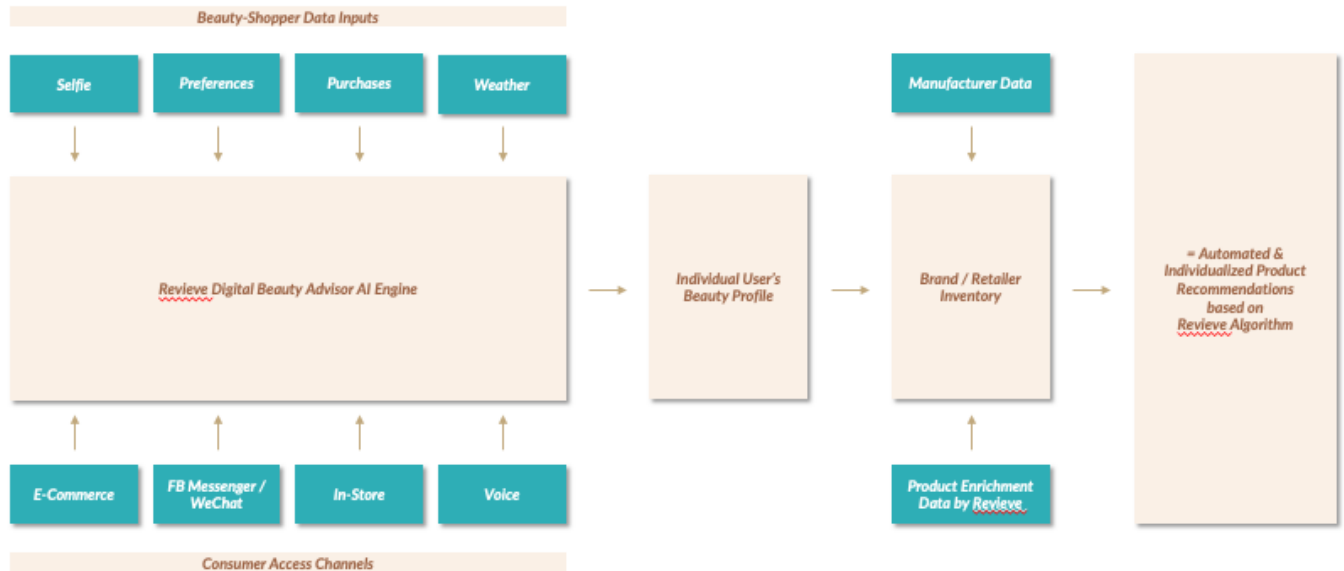 Beauty-Shopper Data Inputs
Selfie
Preferences
Purchases
Weather
Manufacturer Data
Revieve Digital Beauty Advisor AI Engine
Individual User's
Beauty Profile
Brand / Retailer
Inventory
= Automated &
Individualized Product
Recommendations
based on
Revieve Algorithm
E-Commerce
FB Messenger /
WeChat
In-Store
Voice
Product Enrichment
Data by Revieve
Consumer Access Channels